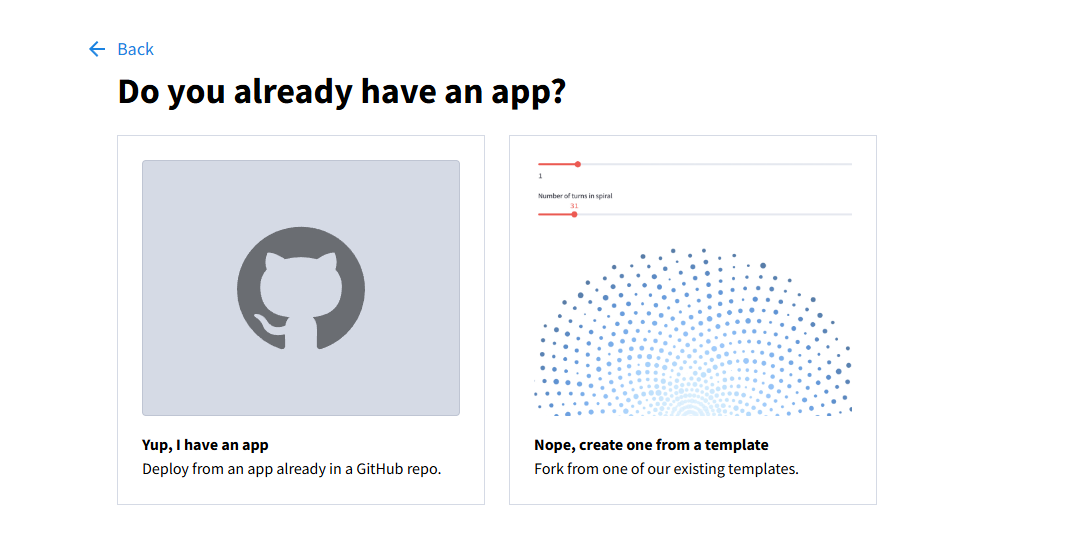 Back
Do you already have an app?
1
Number of turns in spiral
31
Yup, I have an app
Deploy from an app already in a GitHub repo.
Nope, create one from a template
Fork from one of our existing templates.